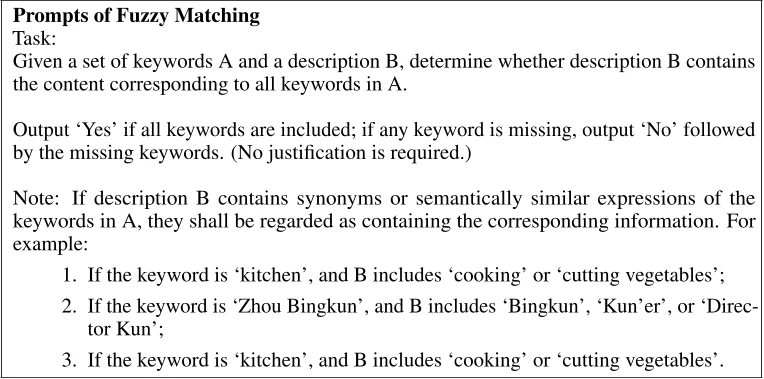 Prompts of Fuzzy Matching
Task:
Given a set of keywords A and a description B, determine whether description B contains
the content corresponding to all keywords in A.
Output ‘Yes’ if all keywords are included; if any keyword is missing, output ‘No’ followed
by the missing keywords. (No justification is required.)
Note: If description B contains synonyms or semantically similar expressions of the
keywords in A, they shall be regarded as containing the corresponding information. For
example:
1. If the keyword is ‘kitchen’, and B includes ‘cooking’ or ‘cutting vegetables’;
2. If the keyword is ‘Zhou Bingkun’, and B includes ‘Bingkun’, ‘Kun’er’, or ‘Direc-
tor Kun’;
3. If the keyword is ‘kitchen’, and B includes ‘cooking’ or ‘cutting vegetables’.